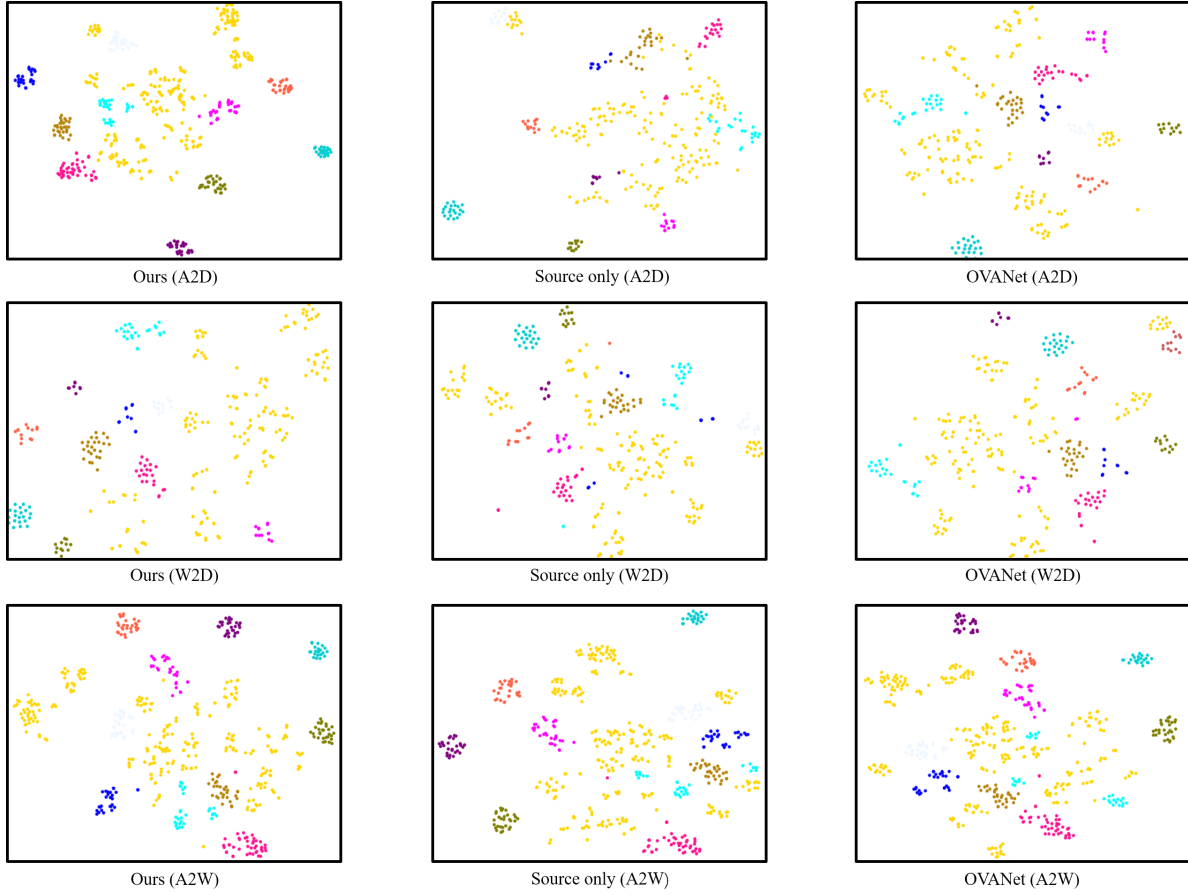 Ours (A2D)
Source only (A2D)
OVANet (A2D)
Ours (W2D)
Source only (W2D)
OVANet (W2D)
Ours (A2W)
Source only (A2W)
OVANet (A2W)